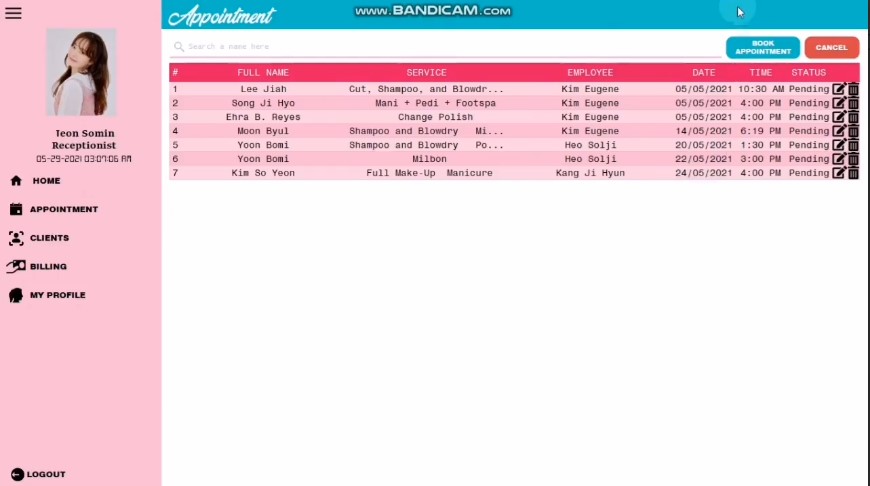 www.BANDICAM.com
Appointment
Search a name here
BOOK APPOINTMENT
CANCEL
Jeon Somin
Receptionist
05-29-2021 03:07:06 AM
HOME
APPOINTMENT
CLIENTS
BILLING
MY PROFILE
LOGOUT
# FULL NAME SERVICE EMPLOYEE DATE TIME STATUS
1 Lee Jiah Cut, Shampoo, and Blowdr... Kim Eugene 05/05/2021 10:30 AM Pending
2 Song Ji Hyo Mani + Pedi + Footspa Kim Eugene 05/05/2021 4:00 PM Pending
3 Ehra B. Reyes Change Polish Kim Eugene 05/05/2021 4:00 PM Pending
4 Moon Byul Shampoo and Blowdry Mi... Kim Eugene 14/05/2021 6:19 PM Pending
5 Yoon Bomi Shampoo and Blowdry Po... Heo Solji 20/05/2021 1:30 PM Pending
6 Yoon Bomi Milbon Heo Solji 22/05/2021 3:00 PM Pending
7 Kim So Yeon Full Make-Up Manicure Kang Ji Hyun 24/05/2021 4:00 PM Pending